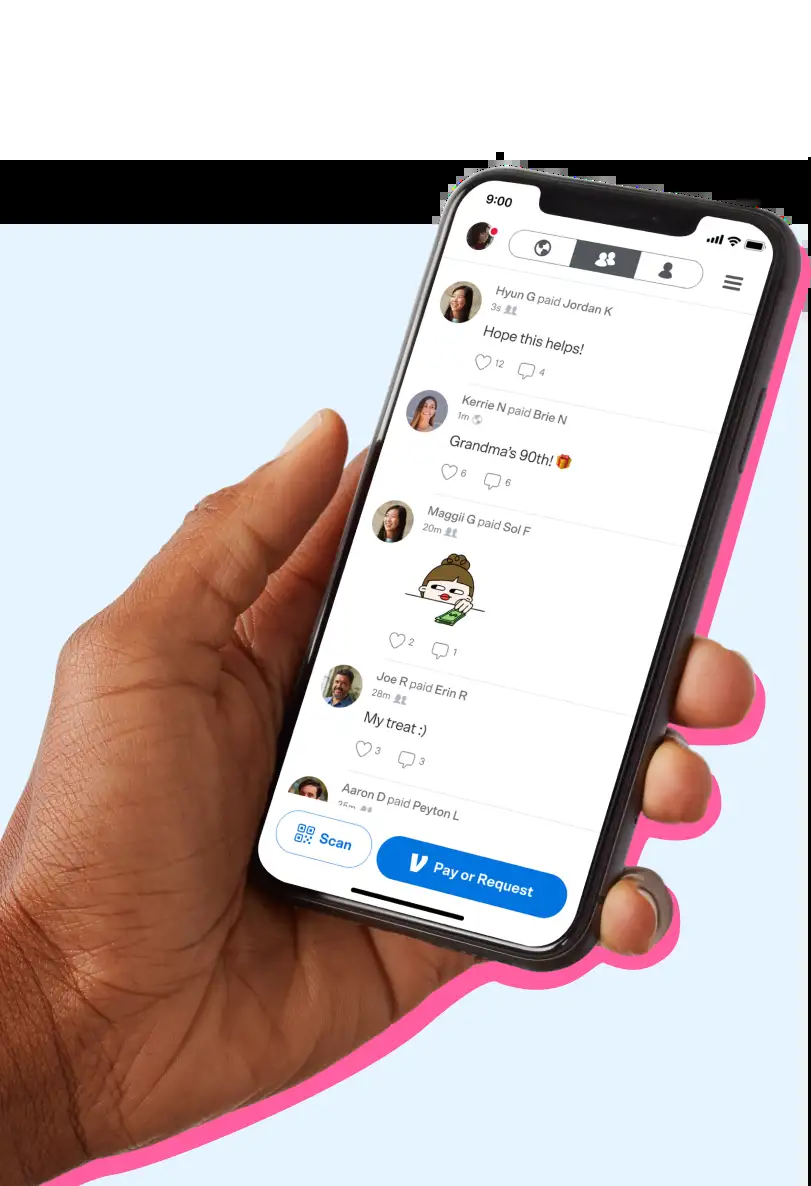 9:00
Hyun G paid Jordan K
3s
Hope this helps!
12 4
Kerrie N paid Brie N
1m
Grandma's 90th! 🎁
6 6
Maggii G paid Sol F
20m
2 1
Joe R paid Erin R
28m
My treat :)
3 3
Aaron D paid Peyton L
Scan
Pay or Request